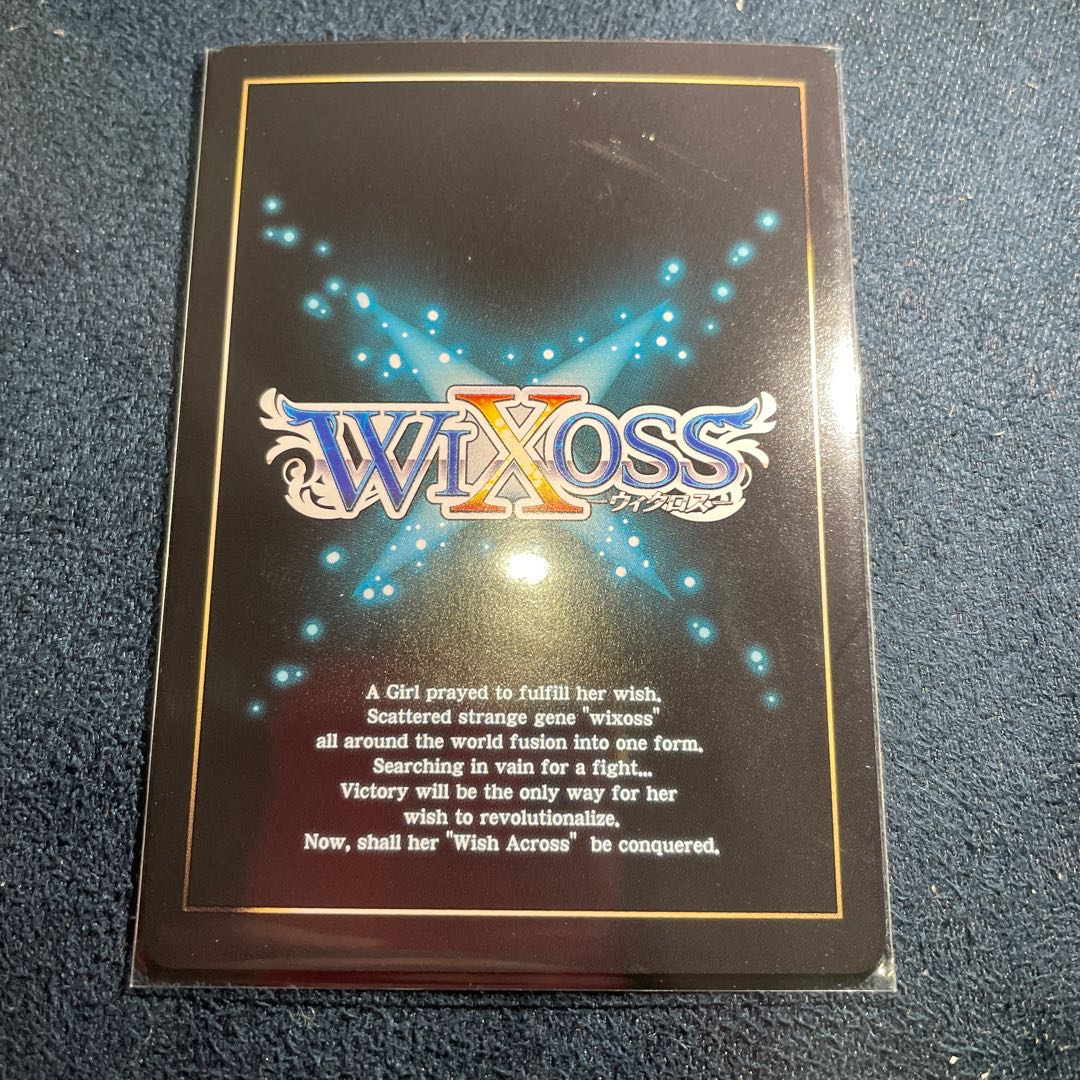 WIXOSS
ーウィクロスー
A Girl prayed to fulfill her wish.
Scattered strange gene "wixoss"
all around the world fusion into one form.
Searching in vain for a fight...
Victory will be the only way for her
wish to revolutionalize.
Now, shall her "Wish Across" be conquered.